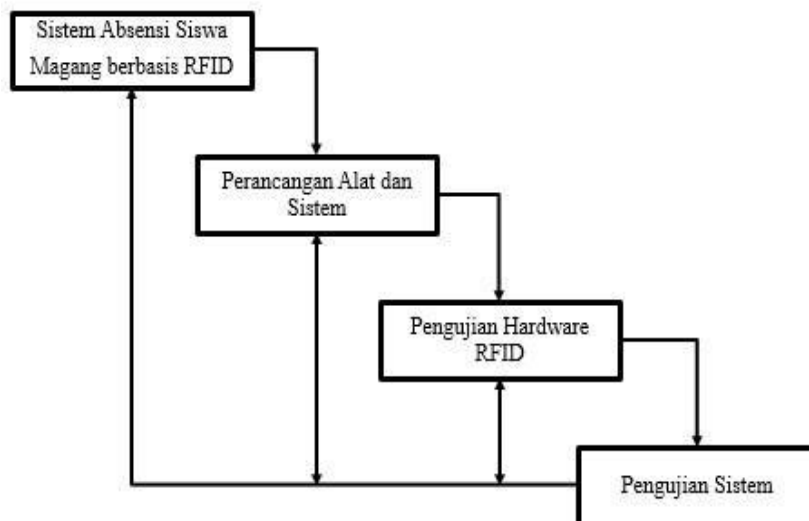 Sistem Absensi Siswa
Magang berbasis RFID
Perancangan Alat dan
Sistem
Pengujian Hardware
RFID
Pengujian Sistem